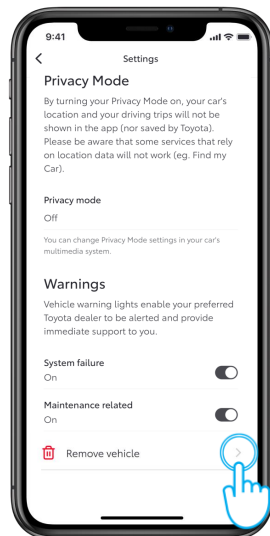 9:41
Settings
Privacy Mode
By turning your Privacy Mode on, your car's
location and your driving trips will not be
shown in the app (nor saved by Toyota).
Please be aware that some services that rely
on location data will not work (eg. Find my
Car).
Privacy mode
Off
You can change Privacy Mode settings in your car's
multimedia system.
Warnings
Vehicle warning lights enable your preferred
Toyota dealer to be alerted and provide
immediate support to you.
System failure
On
Maintenance related
On
Remove vehicle